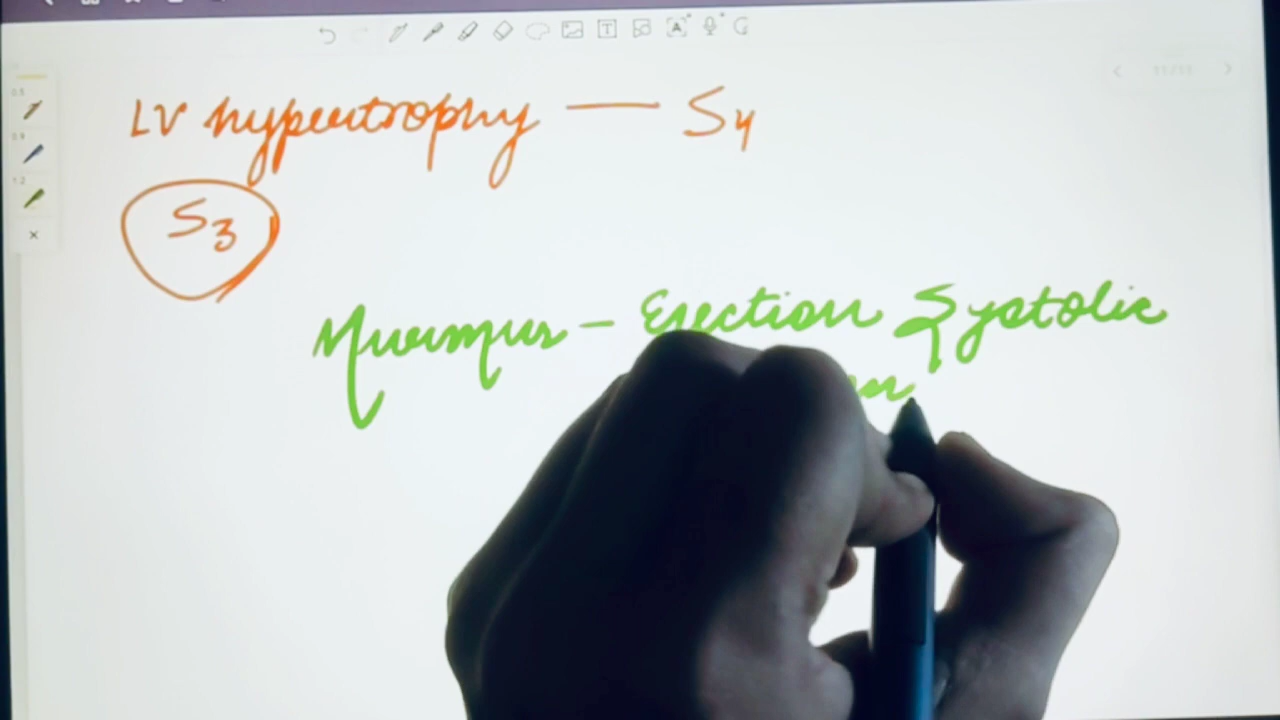 LV hypertrophy — S4
S3
Murmur – Ejection Systolic